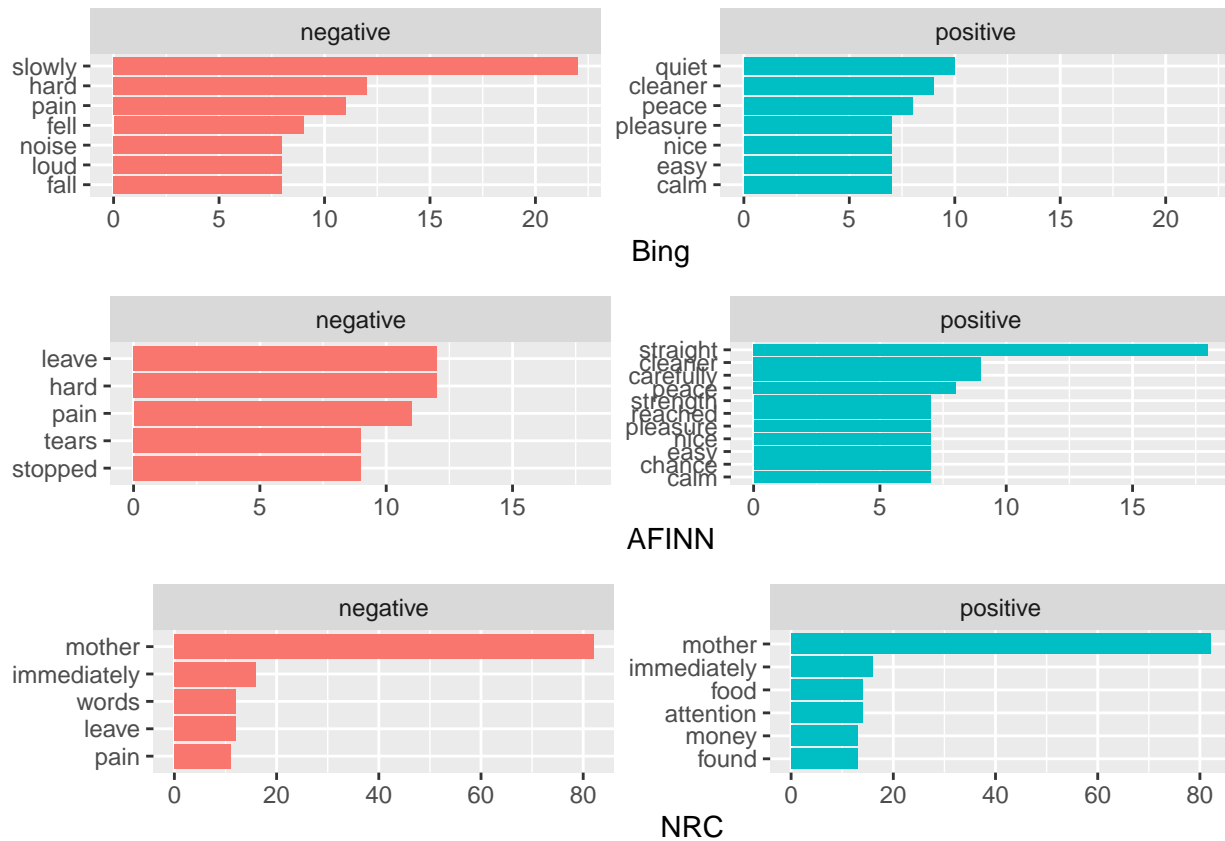 negative
slowly
hard
pain
fell
noise
loud
fall
0 5 10 15 20
positive
quiet
cleaner
peace
pleasure
nice
easy
calm
0 5 10 15 20
Bing
negative
leave
hard
pain
tears
stopped
0 5 10 15
positive
straight
cleaner
carefully
peace
strength
reached
pleasure
nice
easy
chance
calm
0 5 10 15
AFINN
negative
mother
immediately
words
leave
pain
0 20 40 60 80
positive
mother
immediately
food
attention
money
found
0 20 40 60 80
NRC